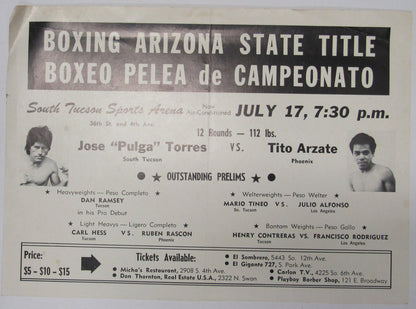 BOXING ARIZONA STATE TITLE
BOXEO PELEA de CAMPEONATO
South Tucson Sports Arena Now Air-Conditioned JULY 17, 7:30 p.m.
36th St. and 4th Ave.
12 Rounds — 112 lbs.
Jose "Pulga" Torres VS. Tito Arzate
South Tucson Phoenix
● OUTSTANDING PRELIMS ●
★ Heavyweights — Peso Completo ★
DAN RAMSEY
Tucson
in his Pro Debut
★ Welterweights — Peso Welter ★
MARIO TINEO VS. JULIO ALFONSO
So. Tucson Los Angeles
★ Light Heavys — Ligero Completo ★
CARL HESS VS. RUBEN RASCON
Tucson Phoenix
★ Bantam Weights — Peso Gallo ★
HENRY CONTRERAS VS. FRANCISCO RODRIGUEZ
Tucson Los Angeles
Price:
$5 - $10 - $15
Tickets Available:
● Micha's Restaurant, 2908 S. 4th Ave.
● Don Thornton, Real Estate U.S.A., 2322 N. Swan
● El Sombrero, 5443 So. 12th Ave.
● El Gigante 727, S. Park Ave.
● Carlon T.V., 4225 So. 6th Ave.
● Playboy Barber Shop, 121 E. Broadway